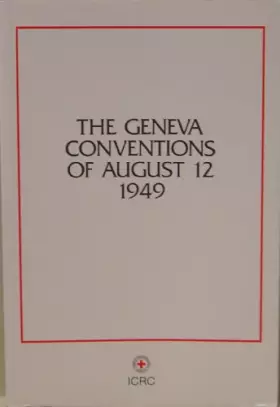 THE GENEVA
CONVENTIONS
OF AUGUST 12
1949
ICRC